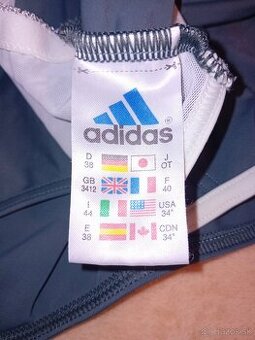 adidas
D 38 J OT
GB 3412 F 40
I 44 USA 34"
E 38 CDN 34"